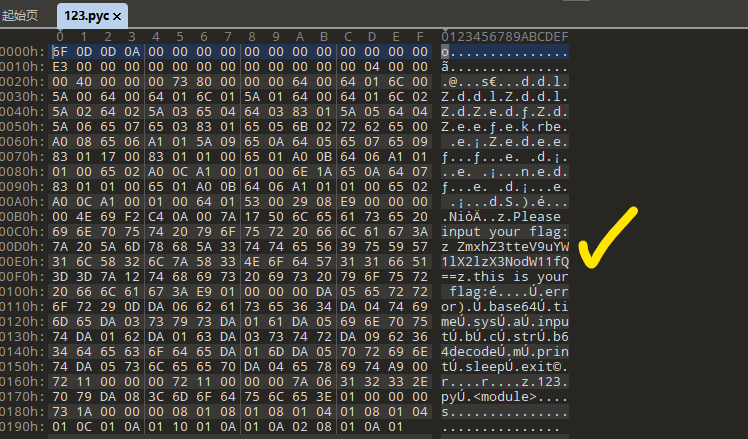 起始页 123.pyc ×
0 1 2 3 4 5 6 7 8 9 A B C D E F 0123456789ABCDEF
0000h: 6F 0D 0D 0A 00 00 00 00 00 00 00 00 00 00 00 00 o...............
0010h: E3 00 00 00 00 00 00 00 00 00 00 00 00 04 00 00 ã...............
0020h: 00 40 00 00 00 73 80 00 00 00 64 00 64 01 6C 00 .@...s€...d.d.l.
0030h: 5A 00 64 00 64 01 6C 01 5A 01 64 00 64 01 6C 02 Z.d.d.l.Z.d.d.l.
0040h: 5A 02 64 02 5A 03 65 04 64 03 83 01 5A 05 64 04 Z.d.Z.e.d.ƒ.Z.d.
0050h: 5A 06 65 07 65 03 83 01 65 05 6B 02 72 62 65 00 Z.e.e.ƒ.e.k.rbe.
0060h: A0 08 65 06 A1 01 5A 09 65 0A 64 05 65 07 65 09 .e.¡.Z.e.d.e.e.
0070h: 83 01 17 00 83 01 01 00 65 01 A0 0B 64 06 A1 01 ƒ...ƒ...e. .d.¡.
0080h: 01 00 65 02 A0 0C A1 00 01 00 6E 1A 65 0A 64 07 ..e. .¡...n.e.d.
0090h: 83 01 01 00 65 01 A0 0B 64 06 A1 01 01 00 65 02 ƒ...e. .d.¡...e.
00A0h: A0 0C A1 00 01 00 64 01 53 00 29 08 E9 00 00 00 .¡...d.S.).é...
00B0h: 00 4E 69 F2 C4 0A 00 7A 17 50 6C 65 61 73 65 20 .NiòÄ..z.Please
00C0h: 69 6E 70 75 74 20 79 6F 75 72 20 66 6C 61 67 3A input your flag:
00D0h: 7A 20 5A 6D 78 68 5A 33 74 74 65 56 39 75 59 57 z ZmxhZ3tteV9uYW
00E0h: 31 6C 58 32 6C 7A 58 33 4E 6F 64 57 31 31 66 51 1lX2lzX3NodW11fQ
00F0h: 3D 3D 7A 12 74 68 69 73 20 69 73 20 79 6F 75 72 ==z.this is your
0100h: 20 66 6C 61 67 3A E9 01 00 00 00 DA 05 65 72 72 flag:é....Ú.err
0110h: 6F 72 29 0D DA 06 62 61 73 65 36 34 DA 04 74 69 or).Ú.base64Ú.ti
0120h: 6D 65 DA 03 73 79 73 DA 01 61 DA 05 69 6E 70 75 meÚ.sysÚ.aÚ.inpu
0130h: 74 DA 01 62 DA 01 63 DA 03 73 74 72 DA 09 62 36 tÚ.bÚ.cÚ.strÚ.b6
0140h: 34 64 65 63 6F 64 65 DA 01 6D DA 05 70 72 69 6E 4decodeÚ.mÚ.prin
0150h: 74 DA 05 73 6C 65 65 70 DA 04 65 78 69 74 A9 00 tÚ.sleepÚ.exit©.
0160h: 72 11 00 00 00 72 11 00 00 00 7A 06 31 32 33 2E r....r....z.123.
0170h: 70 79 DA 08 3C 6D 6F 64 75 6C 65 3E 01 00 00 00 pyÚ.<module>....
0180h: 73 1A 00 00 00 08 01 08 01 08 01 04 01 08 01 04 s...............
0190h: 01 0C 01 0A 01 10 01 0A 01 0A 02 08 01 0A 01 ...............